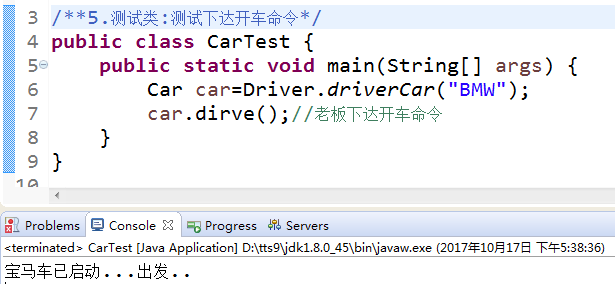 3 /**5.测试类:测试下达开车命令*/
4 public class CarTest {
5 public static void main(String[] args) {
6 Car car=Driver.driverCar("BMW");
7 car.dirve();//老板下达开车命令
8 }
9 }
10
Problems Console Progress Servers
<terminated> CarTest [Java Application] D:\tts9\jdk1.8.0_45\bin\javaw.exe (2017年10月17日 下午5:38:36)
宝马车已启动...出发..